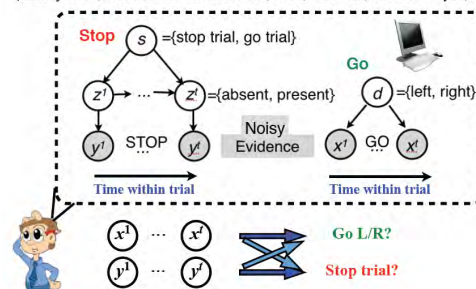 Stop
s ={stop trial, go trial}
Go
z¹ ... zᵗ ={absent, present}
d ={left, right}
y¹ STOP ... yᵗ
Noisy Evidence
x¹ GO ... xᵗ
Time within trial
Time within trial
x¹ ... xᵗ
Go L/R?
y¹ ... yᵗ
Stop trial?